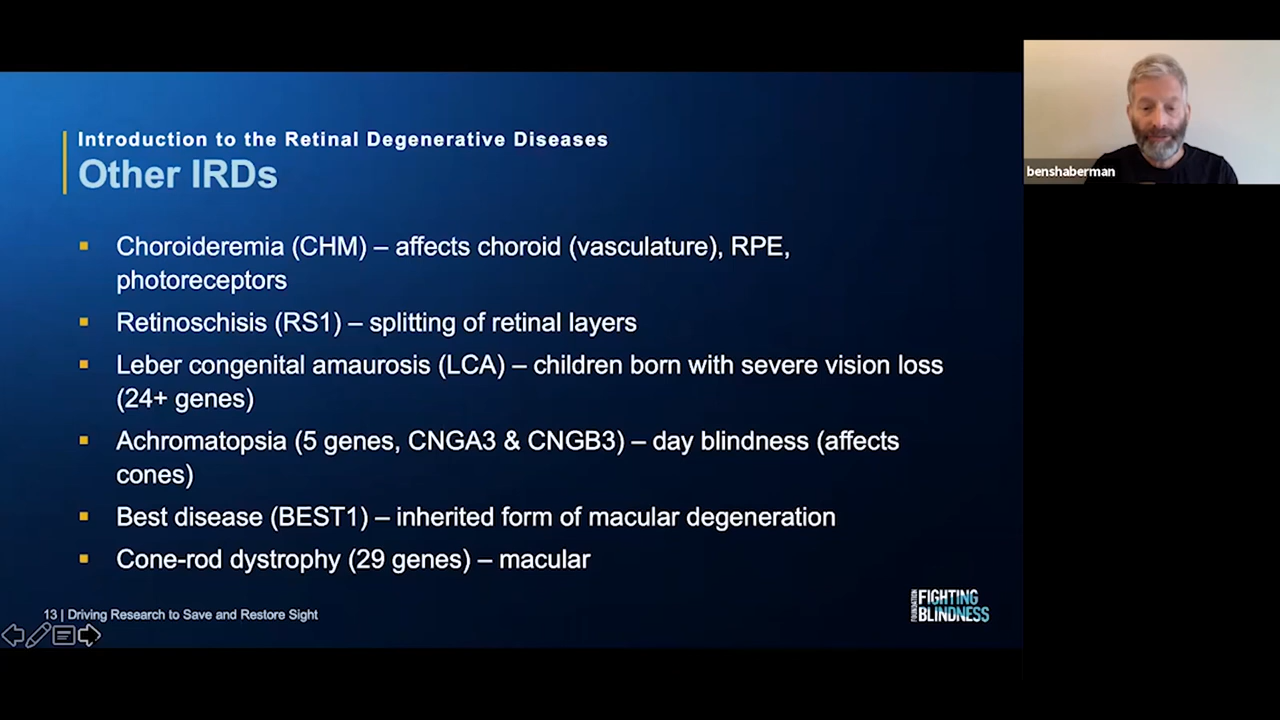 Introduction to the Retinal Degenerative Diseases
Other IRDs
Choroideremia (CHM) – affects choroid (vasculature), RPE,
photoreceptors
Retinoschisis (RS1) – splitting of retinal layers
Leber congenital amaurosis (LCA) – children born with severe vision loss
(24+ genes)
Achromatopsia (5 genes, CNGA3 & CNGB3) – day blindness (affects
cones)
Best disease (BEST1) – inherited form of macular degeneration
Cone-rod dystrophy (29 genes) – macular
13 | Driving Research to Save and Restore Sight
FOUNDATION
FIGHTING
BLINDNESS
benshaberman